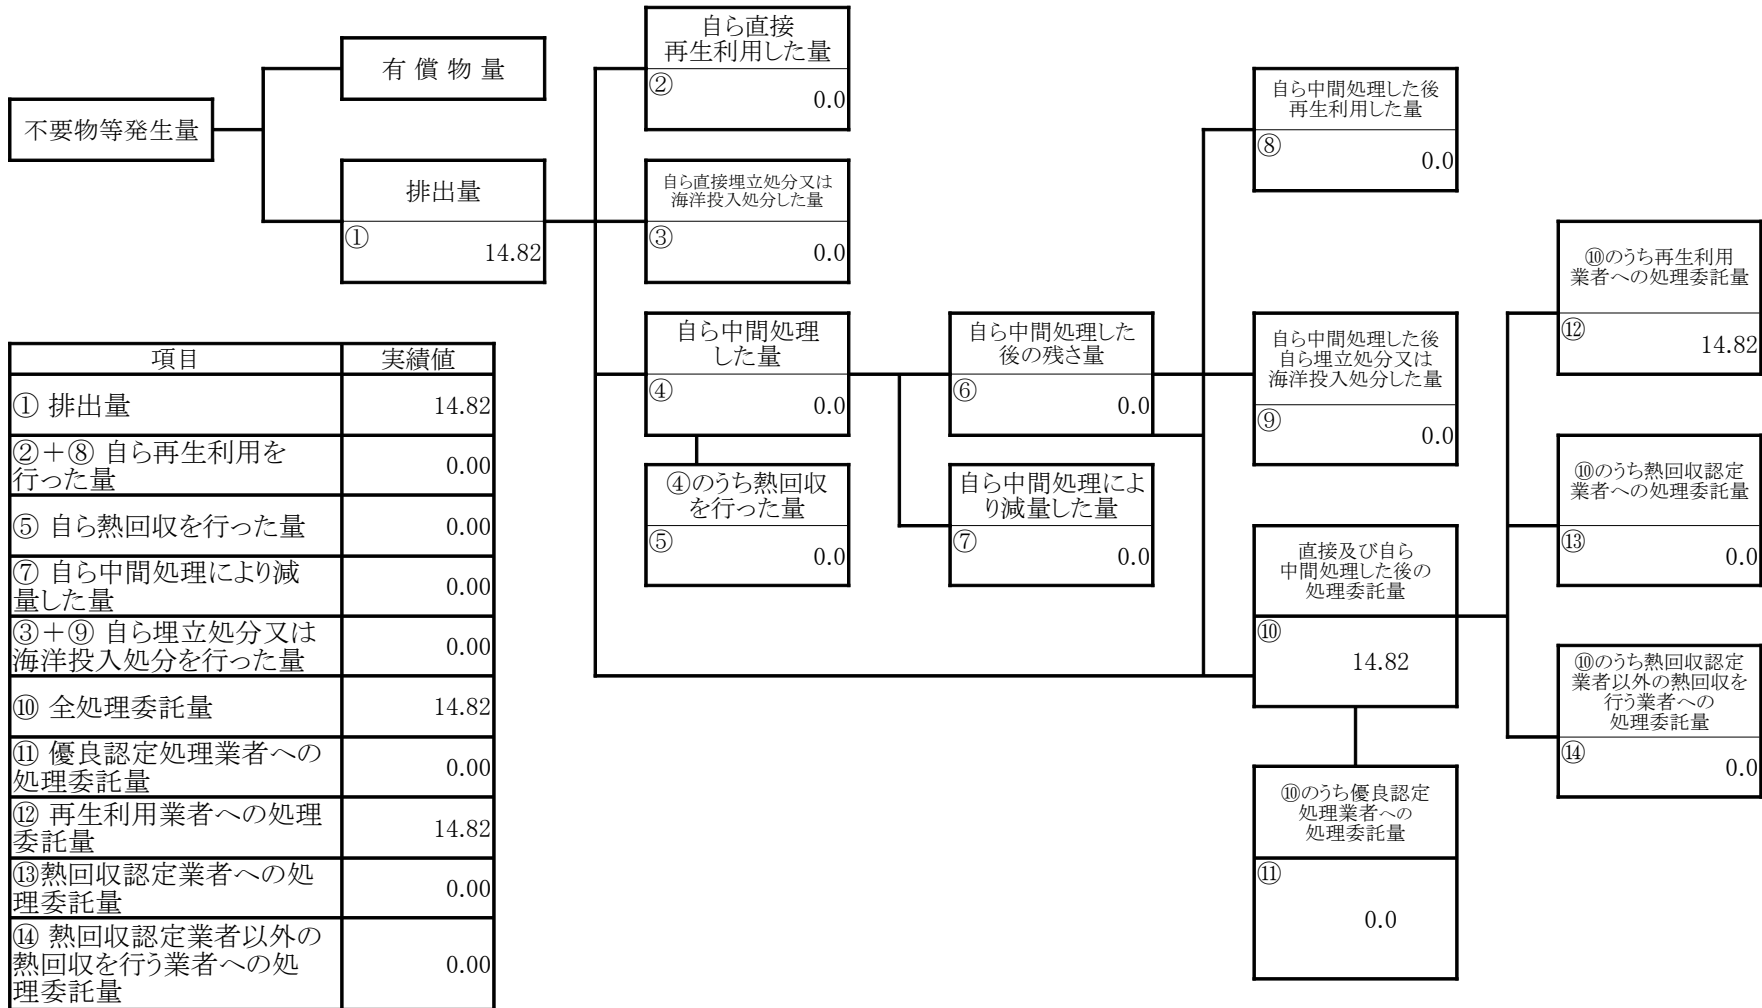 不要物等発生量
有 償 物 量
排出量
①
14.82
自ら直接
再生利用した量
②
0.0
自ら直接埋立処分又は
海洋投入処分した量
③
0.0
自ら中間処理
した量
④
0.0
④のうち熱回収
を行った量
⑤
0.0
自ら中間処理した
後の残さ量
⑥
0.0
自ら中間処理によ
り減量した量
⑦
0.0
自ら中間処理した後
再生利用した量
⑧
0.0
自ら中間処理した後
自ら埋立処分又は
海洋投入処分した量
⑨
0.0
直接及び自ら
中間処理した後の
処理委託量
⑩
14.82
⑩のうち優良認定
処理業者への
処理委託量
⑪
0.0
⑩のうち再生利用
業者への処理委託量
⑫
14.82
⑩のうち熱回収認定
業者への処理委託量
⑬
0.0
⑩のうち熱回収認定
業者以外の熱回収を
行う業者への
処理委託量
⑭
0.0
項目 実績値
① 排出量 14.82
②＋⑧ 自ら再生利用を
行った量 0.00
⑤ 自ら熱回収を行った量 0.00
⑦ 自ら中間処理により減
量した量 0.00
③＋⑨ 自ら埋立処分又は
海洋投入処分を行った量 0.00
⑩ 全処理委託量 14.82
⑪ 優良認定処理業者への
処理委託量 0.00
⑫ 再生利用業者への処理
委託量 14.82
⑬熱回収認定業者への処
理委託量 0.00
⑭ 熱回収認定業者以外の
熱回収を行う業者への処
理委託量 0.00